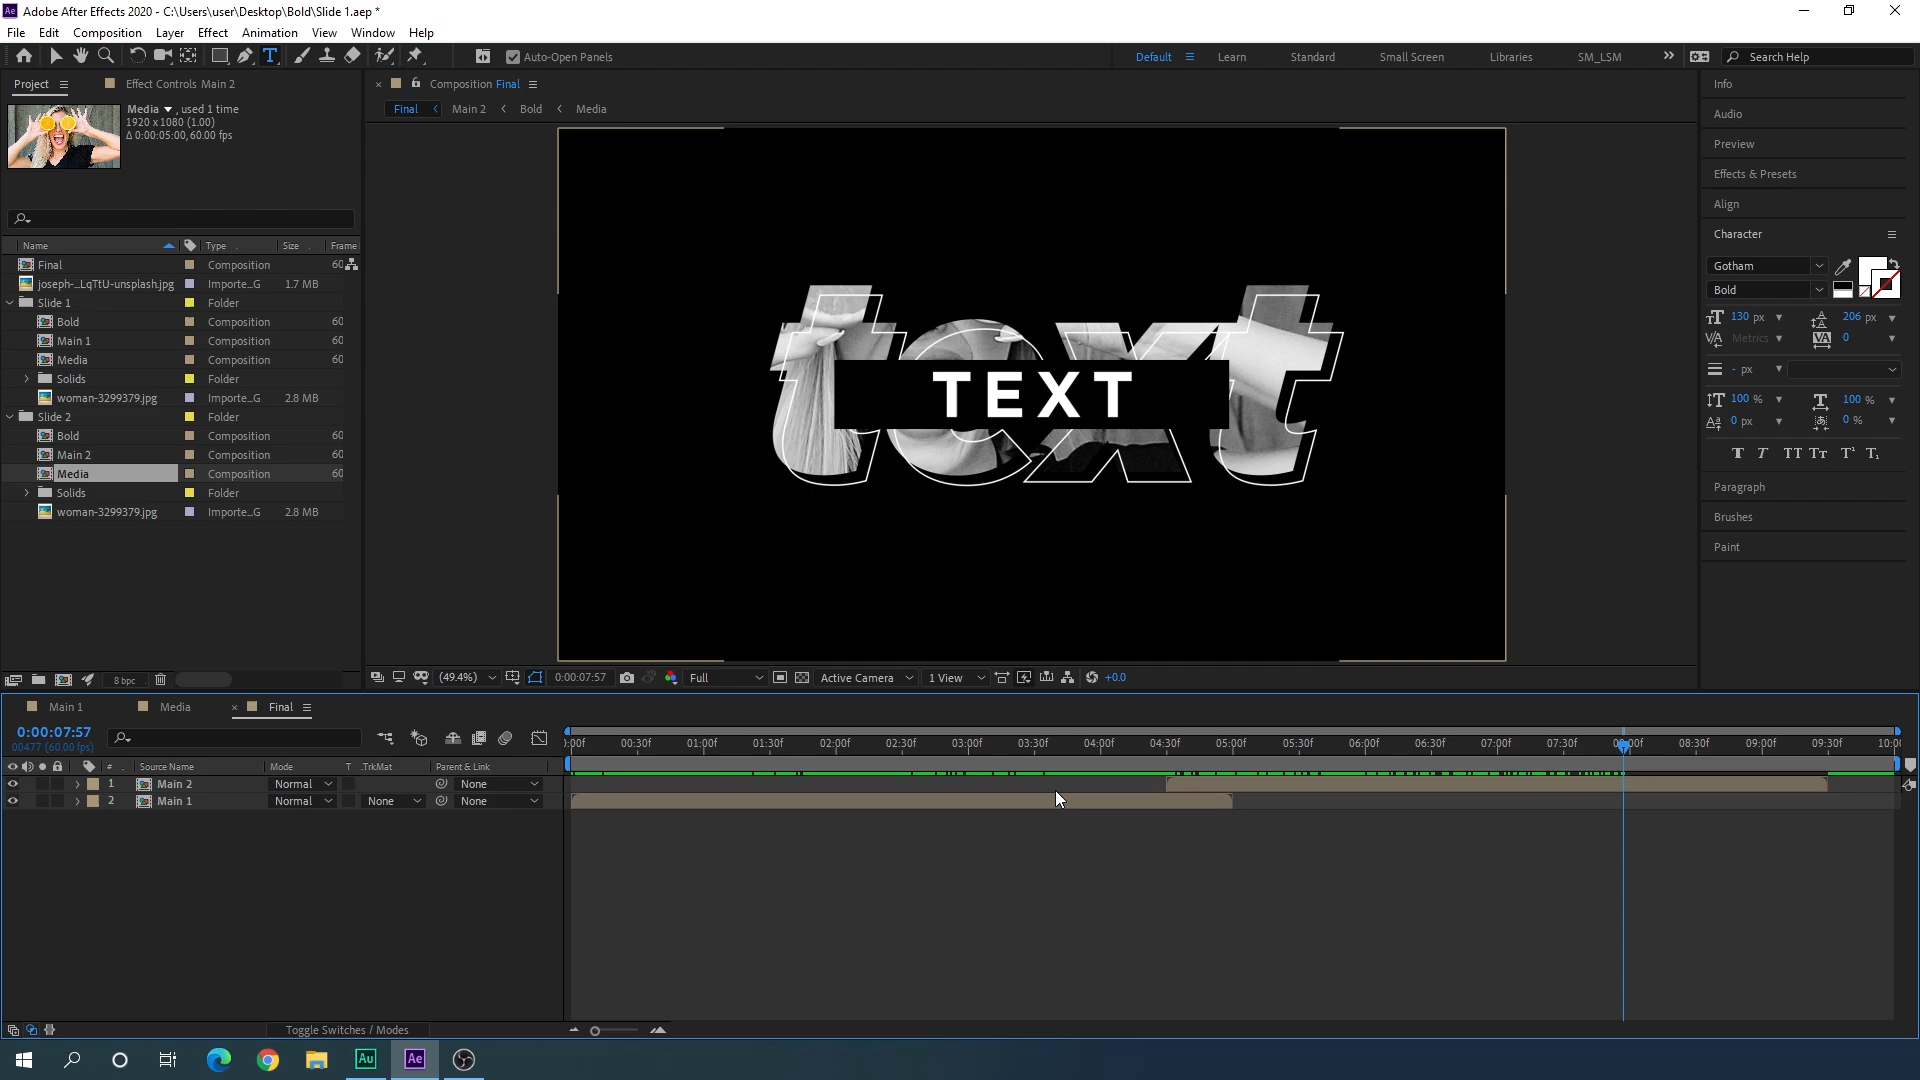 Adobe After Effects 2020 - C:\Users\user\Desktop\Bold\Slide 1.aep *
File Edit Composition Layer Effect Animation View Window Help
Auto-Open Panels
Default Learn Standard Small Screen Libraries SM_LSM
Search Help
Project
Effect Controls Main 2
Media , used 1 time
1920 x 1080 (1.00)
Δ 0:00:05:00, 60.00 fps
Name Type Size Frame
Final Composition 60
joseph-...LqTtU-unsplash.jpg Importe...G 1.7 MB
Slide 1 Folder
Bold Composition 60
Main 1 Composition 60
Media Composition 60
Solids Folder
woman-3299379.jpg Importe...G 2.8 MB
Slide 2 Folder
Bold Composition 60
Main 2 Composition 60
Media Composition 60
Solids Folder
woman-3299379.jpg Importe...G 2.8 MB
8 bpc
Composition Final
Final Main 2 Bold Media
text
TEXT
(49.4%) 0:00:07:57 Full Active Camera 1 View +0.0
Info
Audio
Preview
Effects & Presets
Align
Character
Gotham
Bold
130 px 206 px
Metrics 0
- px
100 % 100 %
0 px 0 %
T T TT Tr T¹ T₁
Paragraph
Brushes
Paint
Main 1 Media Final
0:00:07:57
00477 (60.00 fps)
:00f 00:30f 01:00f 01:30f 02:00f 02:30f 03:00f 03:30f 04:00f 04:30f 05:00f 05:30f 06:00f 06:30f 07:00f 07:30f 08:00f 08:30f 09:00f 09:30f 10:00
# Source Name Mode T .TrkMat Parent & Link
1 Main 2 Normal None
2 Main 1 Normal None None
Toggle Switches / Modes
Au Ae